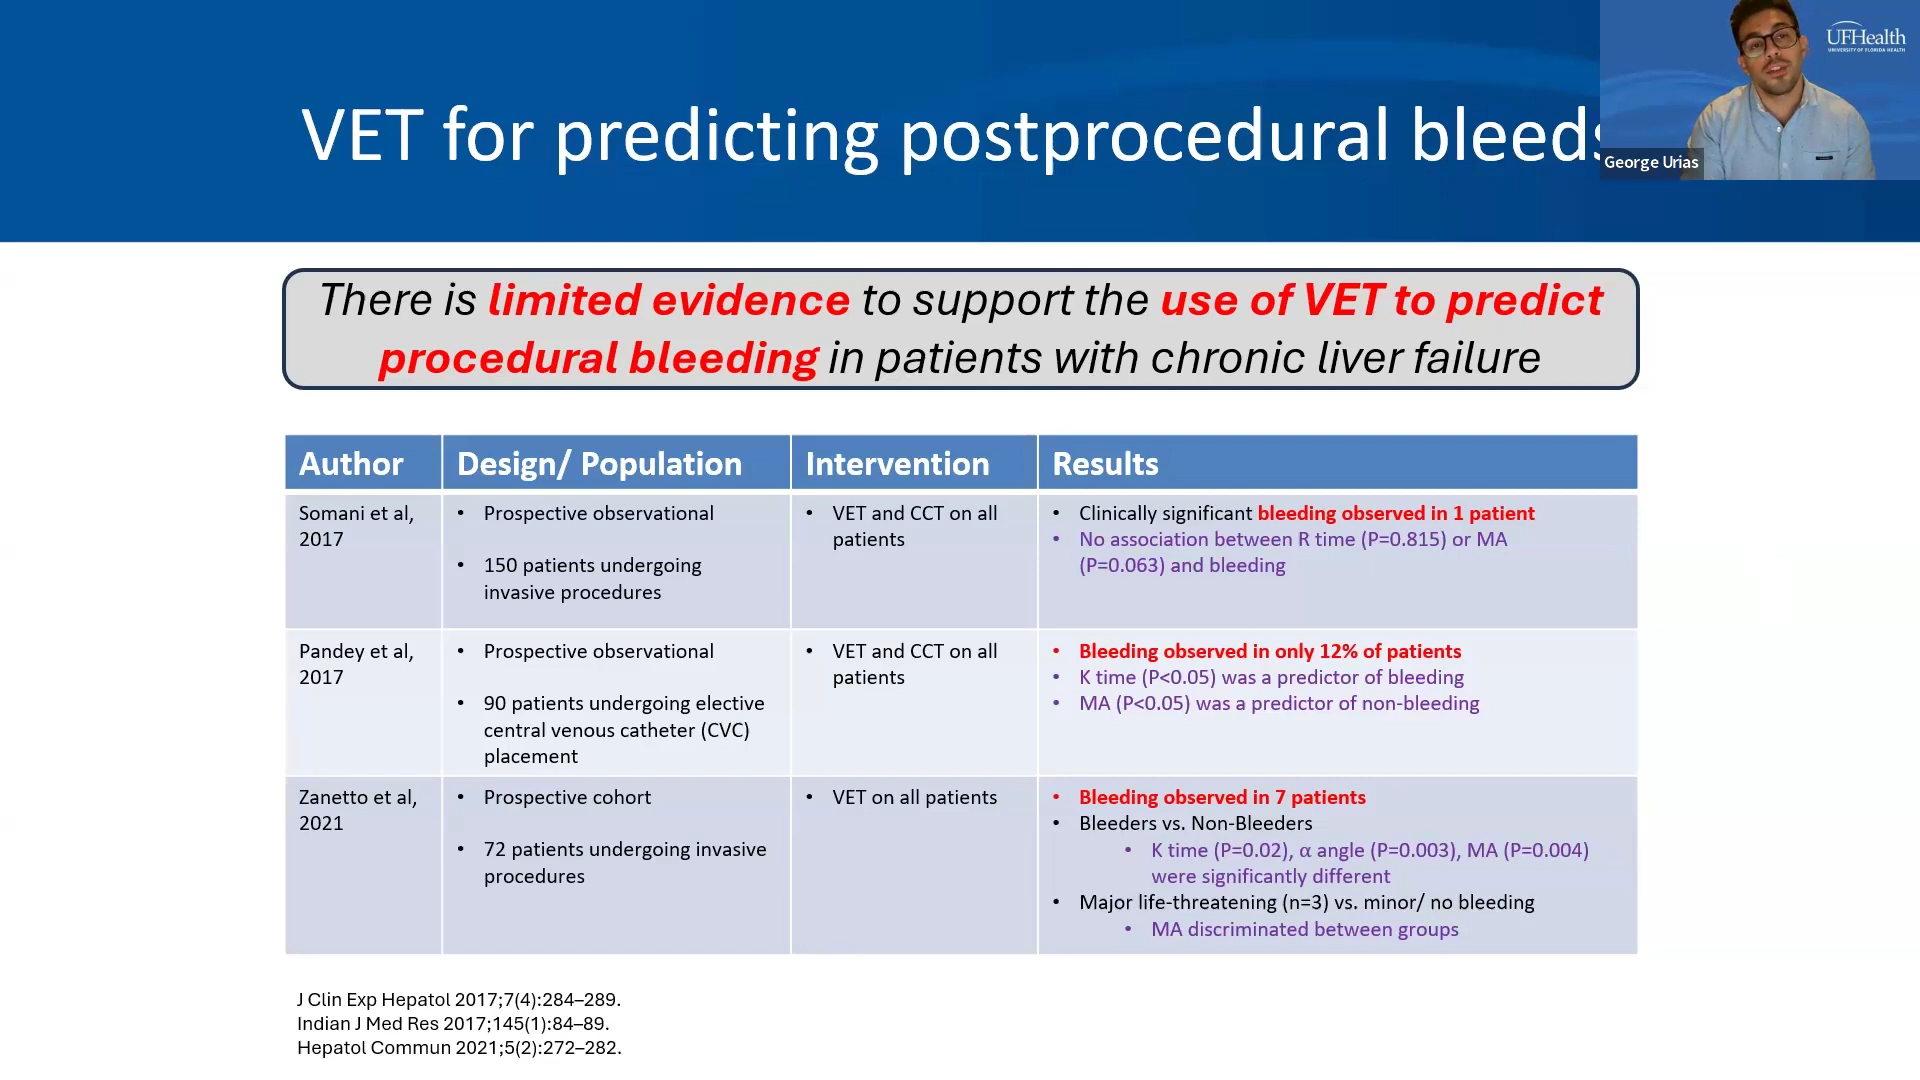 VET for predicting postprocedural bleeds
UFHealth
UNIVERSITY OF FLORIDA HEALTH
George Urias
There is limited evidence to support the use of VET to predict
procedural bleeding in patients with chronic liver failure
Author
Design/ Population
Intervention
Results
Somani et al,
2017
• Prospective observational
• 150 patients undergoing
invasive procedures
• VET and CCT on all
patients
• Clinically significant bleeding observed in 1 patient
• No association between R time (P=0.815) or MA
(P=0.063) and bleeding
Pandey et al,
2017
• Prospective observational
• 90 patients undergoing elective
central venous catheter (CVC)
placement
• VET and CCT on all
patients
• Bleeding observed in only 12% of patients
• K time (P<0.05) was a predictor of bleeding
• MA (P<0.05) was a predictor of non-bleeding
Zanetto et al,
2021
• Prospective cohort
• 72 patients undergoing invasive
procedures
• VET on all patients
• Bleeding observed in 7 patients
• Bleeders vs. Non-Bleeders
• K time (P=0.02), α angle (P=0.003), MA (P=0.004)
were significantly different
• Major life-threatening (n=3) vs. minor/ no bleeding
• MA discriminated between groups
J Clin Exp Hepatol 2017;7(4):284–289.
Indian J Med Res 2017;145(1):84–89.
Hepatol Commun 2021;5(2):272–282.